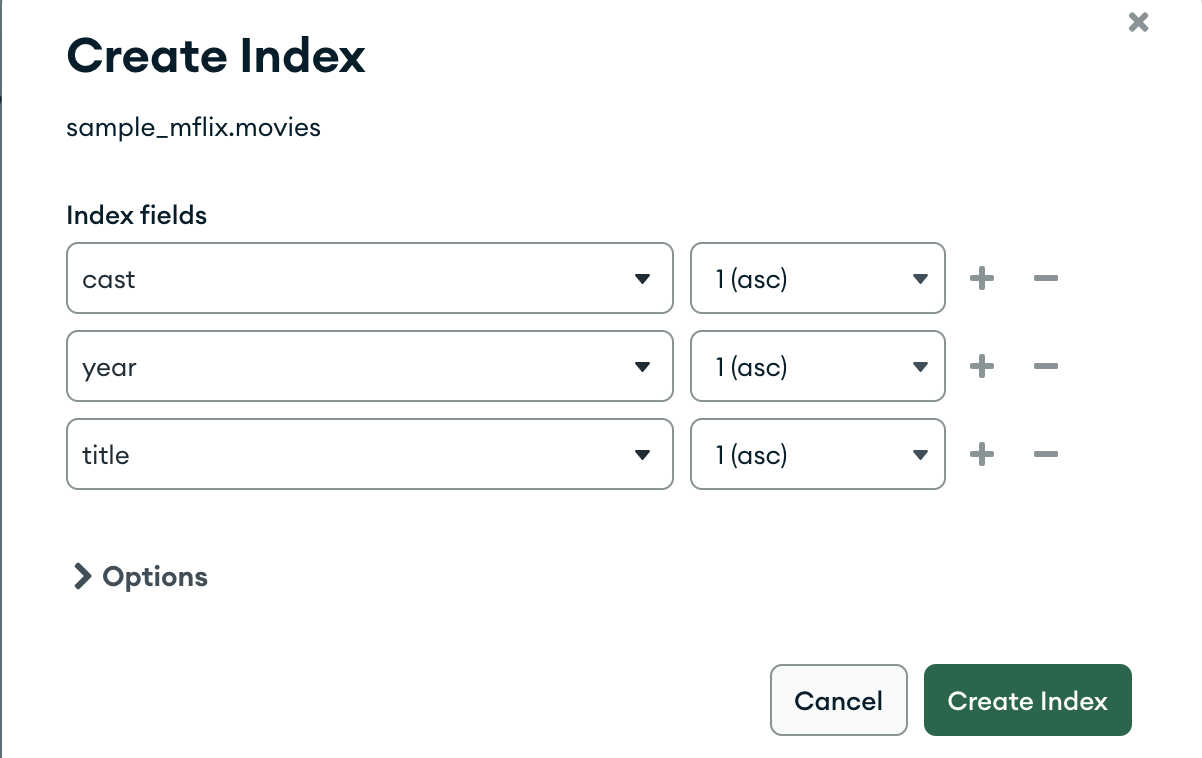 Create Index
sample_mflix.movies
Index fields
cast 1 (asc)
year 1 (asc)
title 1 (asc)
Options
Cancel Create Index